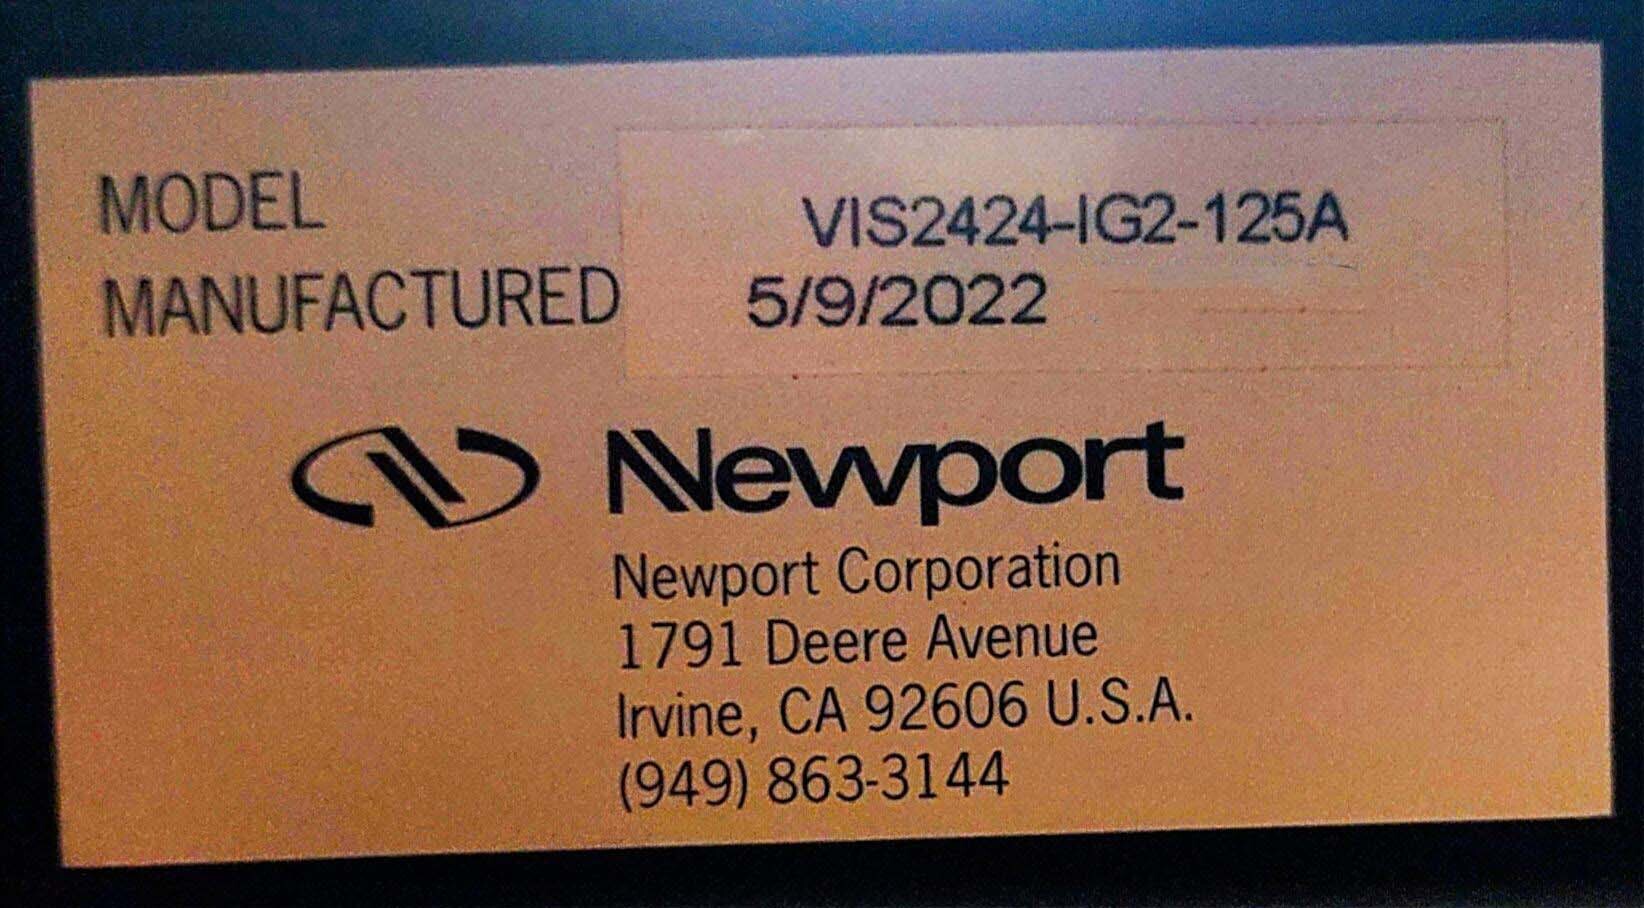 MODEL VIS2424-IG2-125A
MANUFACTURED 5/9/2022
Newport
Newport Corporation
1791 Deere Avenue
Irvine, CA 92606 U.S.A.
(949) 863-3144